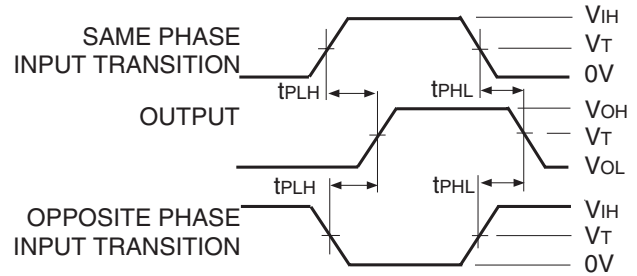 SAME PHASE
INPUT TRANSITION
VIH
VT
0V
tPLH
tPHL
OUTPUT
VOH
VT
VOL
tPLH
tPHL
OPPOSITE PHASE
INPUT TRANSITION
VIH
VT
0V